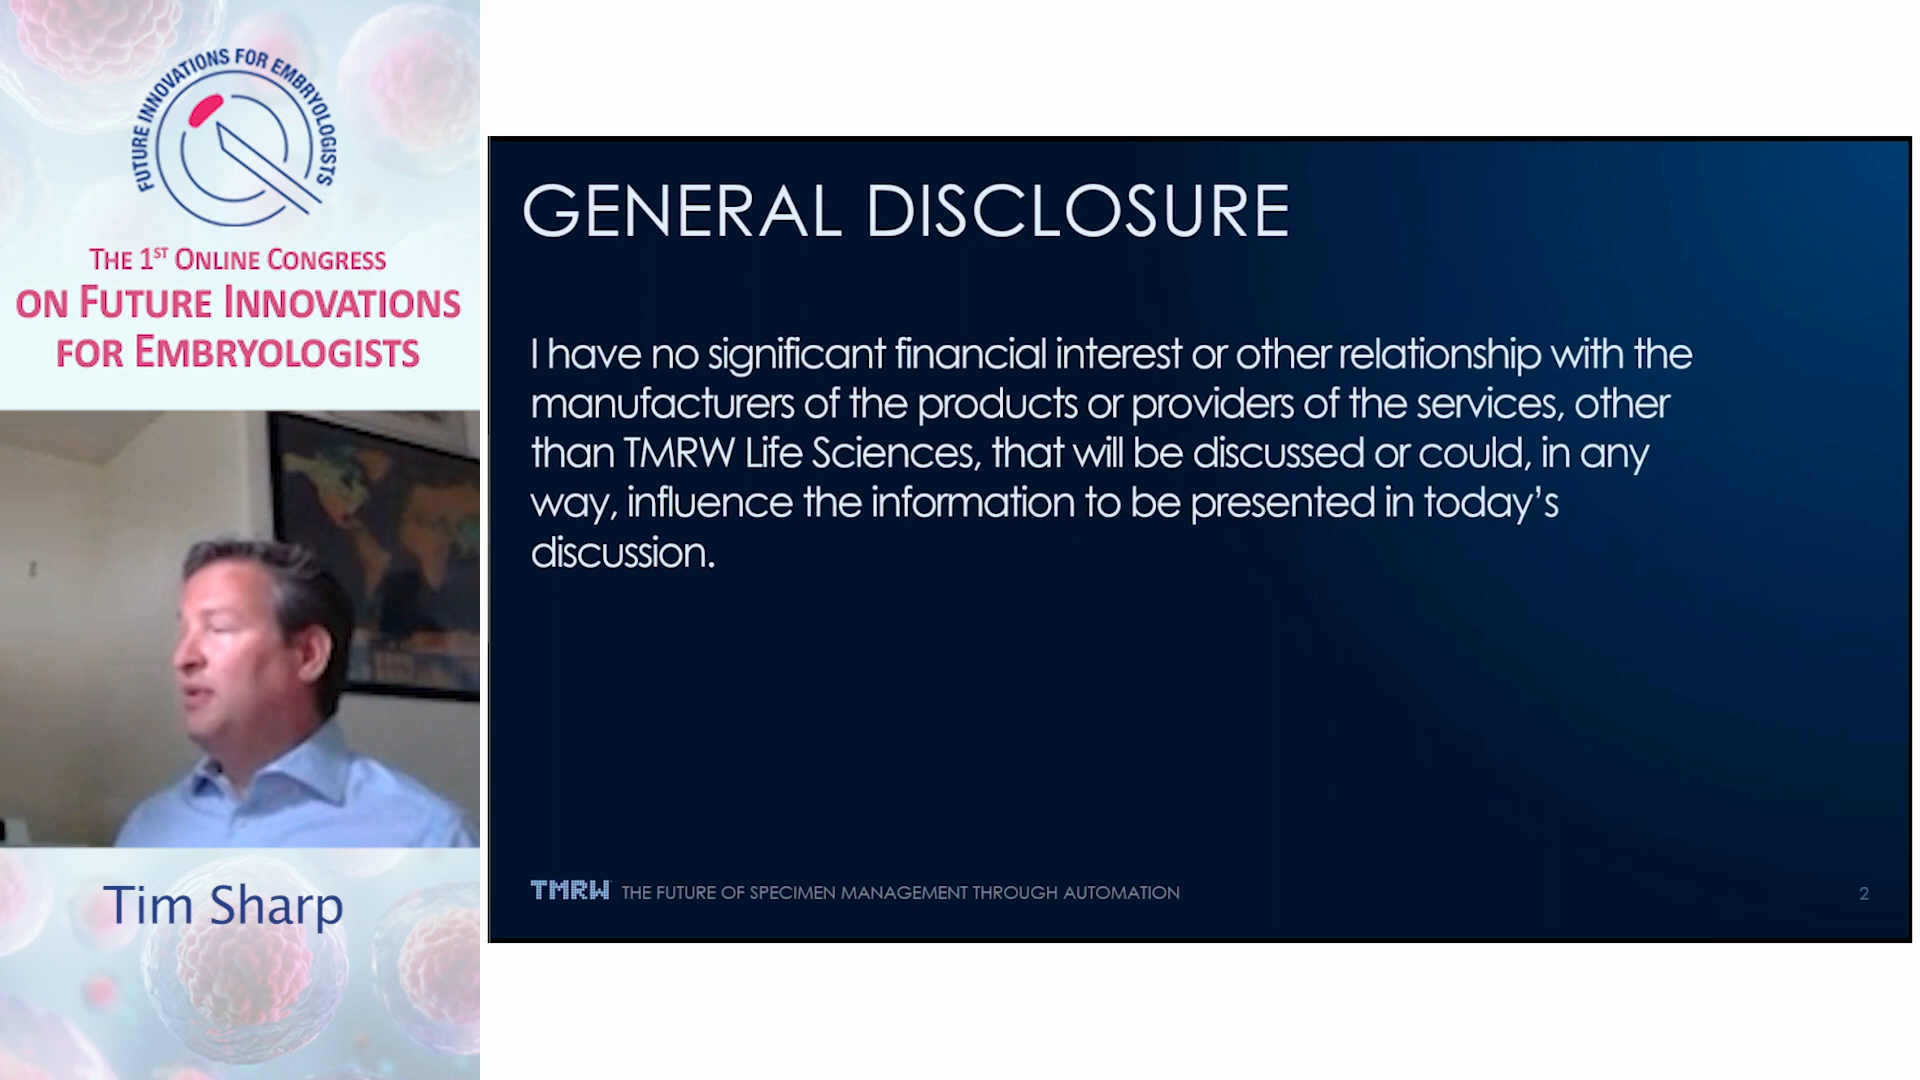 FUTURE INNOVATIONS FOR EMBRYOLOGISTS
THE 1ST ONLINE CONGRESS
ON FUTURE INNOVATIONS
FOR EMBRYOLOGISTS
Tim Sharp
GENERAL DISCLOSURE
I have no significant financial interest or other relationship with the
manufacturers of the products or providers of the services, other
than TMRW Life Sciences, that will be discussed or could, in any
way, influence the information to be presented in today’s
discussion.
TMRW THE FUTURE OF SPECIMEN MANAGEMENT THROUGH AUTOMATION
2